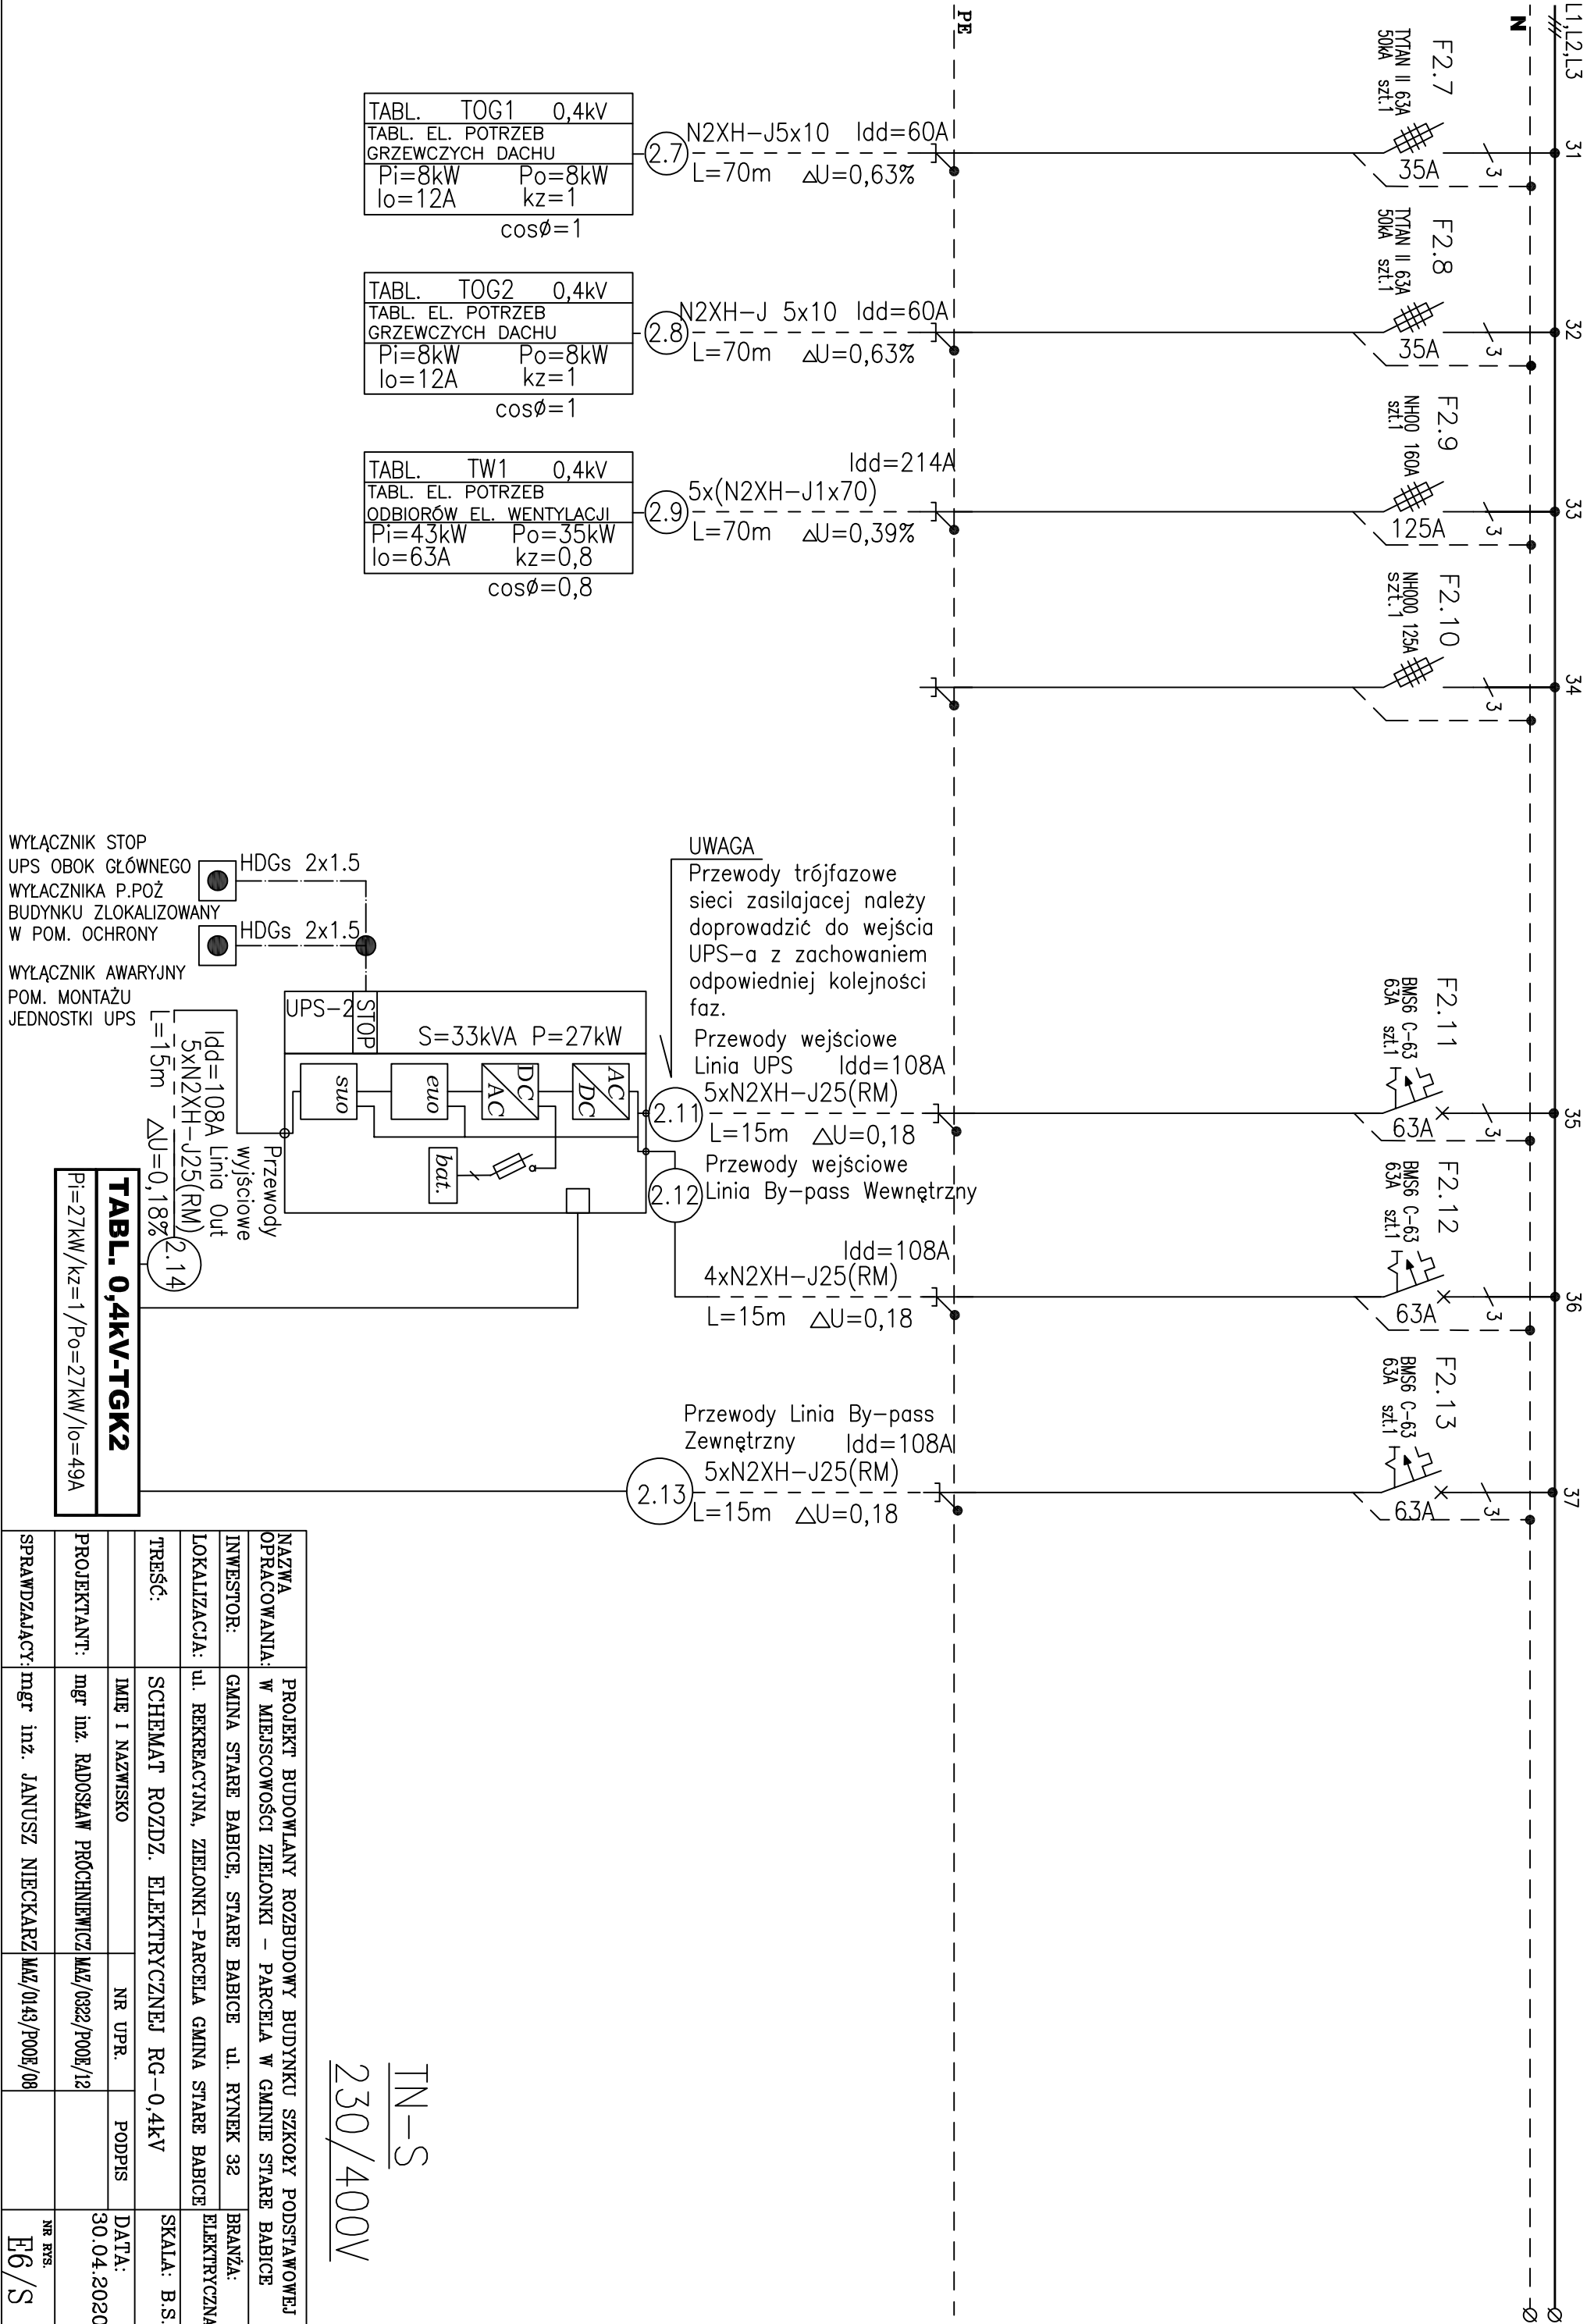 L1,L2,L3
N
PE
31
F2.7
TYTAN II 63A
50kA szt.1
35A
3
N2XH-J5x10 Idd=60A
L=70m △U=0,63%
2.7
TABL. TOG1 0,4kV
TABL. EL. POTRZEB
GRZEWCZYCH DACHU
Pi=8kW Po=8kW
Io=12A kz=1
cosø=1
32
F2.8
TYTAN II 63A
50kA szt.1
35A
3
N2XH-J 5x10 Idd=60A
L=70m △U=0,63%
2.8
TABL. TOG2 0,4kV
TABL. EL. POTRZEB
GRZEWCZYCH DACHU
Pi=8kW Po=8kW
Io=12A kz=1
cosø=1
33
F2.9
NH00 160A
szt.1
125A
3
Idd=214A
5x(N2XH-J1x70)
L=70m △U=0,39%
2.9
TABL. TW1 0,4kV
TABL. EL. POTRZEB
ODBIORÓW EL. WENTYLACJI
Pi=43kW Po=35kW
Io=63A kz=0,8
cosø=0,8
34
F2.10
NH000 125A
szt.1
3
UWAGA
Przewody trójfazowe
sieci zasilajacej należy
doprowadzić do wejścia
UPS-a z zachowaniem
odpowiedniej kolejności
faz.
WYŁĄCZNIK STOP
UPS OBOK GŁÓWNEGO
WYŁACZNIKA P.POŻ
BUDYNKU ZLOKALIZOWANY
W POM. OCHRONY
HDGs 2x1.5
HDGs 2x1.5
WYŁĄCZNIK AWARYJNY
POM. MONTAŻU
JEDNOSTKI UPS
UPS-2
STOP
S=33kVA P=27kW
AC
DC
DC
AC
euo
suo
bat.
35
F2.11
BMS6 C-63
63A szt.1
63A
3
Przewody wejściowe
Linia UPS Idd=108A
5xN2XH-J25(RM)
L=15m △U=0,18
2.11
36
F2.12
BMS6 C-63
63A szt.1
63A
3
Przewody wejściowe
Linia By-pass Wewnętrzny
2.12
Idd=108A
4xN2XH-J25(RM)
L=15m △U=0,18
37
F2.13
BMS6 C-63
63A szt.1
63A
3
Przewody Linia By-pass
Zewnętrzny Idd=108A
5xN2XH-J25(RM)
L=15m △U=0,18
2.13
Przewody
wyjściowe
Linia Out
Idd=108A
5xN2XH-J25(RM)
L=15m △U=0,18%
2.14
TABL. 0,4kV-TGK2
Pi=27kW/kz=1/Po=27kW/Io=49A
TN-S
230/400V
NAZWA
OPRACOWANIA:
PROJEKT BUDOWLANY ROZBUDOWY BUDYNKU SZKOŁY PODSTAWOWEJ
W MIEJSCOWOŚCI ZIELONKI - PARCELA W GMINIE STARE BABICE
INWESTOR: GMINA STARE BABICE, STARE BABICE ul. RYNEK 32
BRANŻA:
ELEKTRYCZNA
LOKALIZACJA: ul. REKREACYJNA, ZIELONKI-PARCELA GMINA STARE BABICE
TREŚĆ: SCHEMAT ROZDZ. ELEKTRYCZNEJ RG-0,4kV
SKALA: B.S.
IMIĘ I NAZWISKO NR UPR. PODPIS
DATA:
30.04.2020
PROJEKTANT: mgr inż. RADOSŁAW PRÓCHNIEWICZ MAZ/0322/POOE/12
SPRAWDZAJĄCY: mgr inż. JANUSZ NIECKARZ MAZ/0143/POOE/08
NR RYS.
E6/S